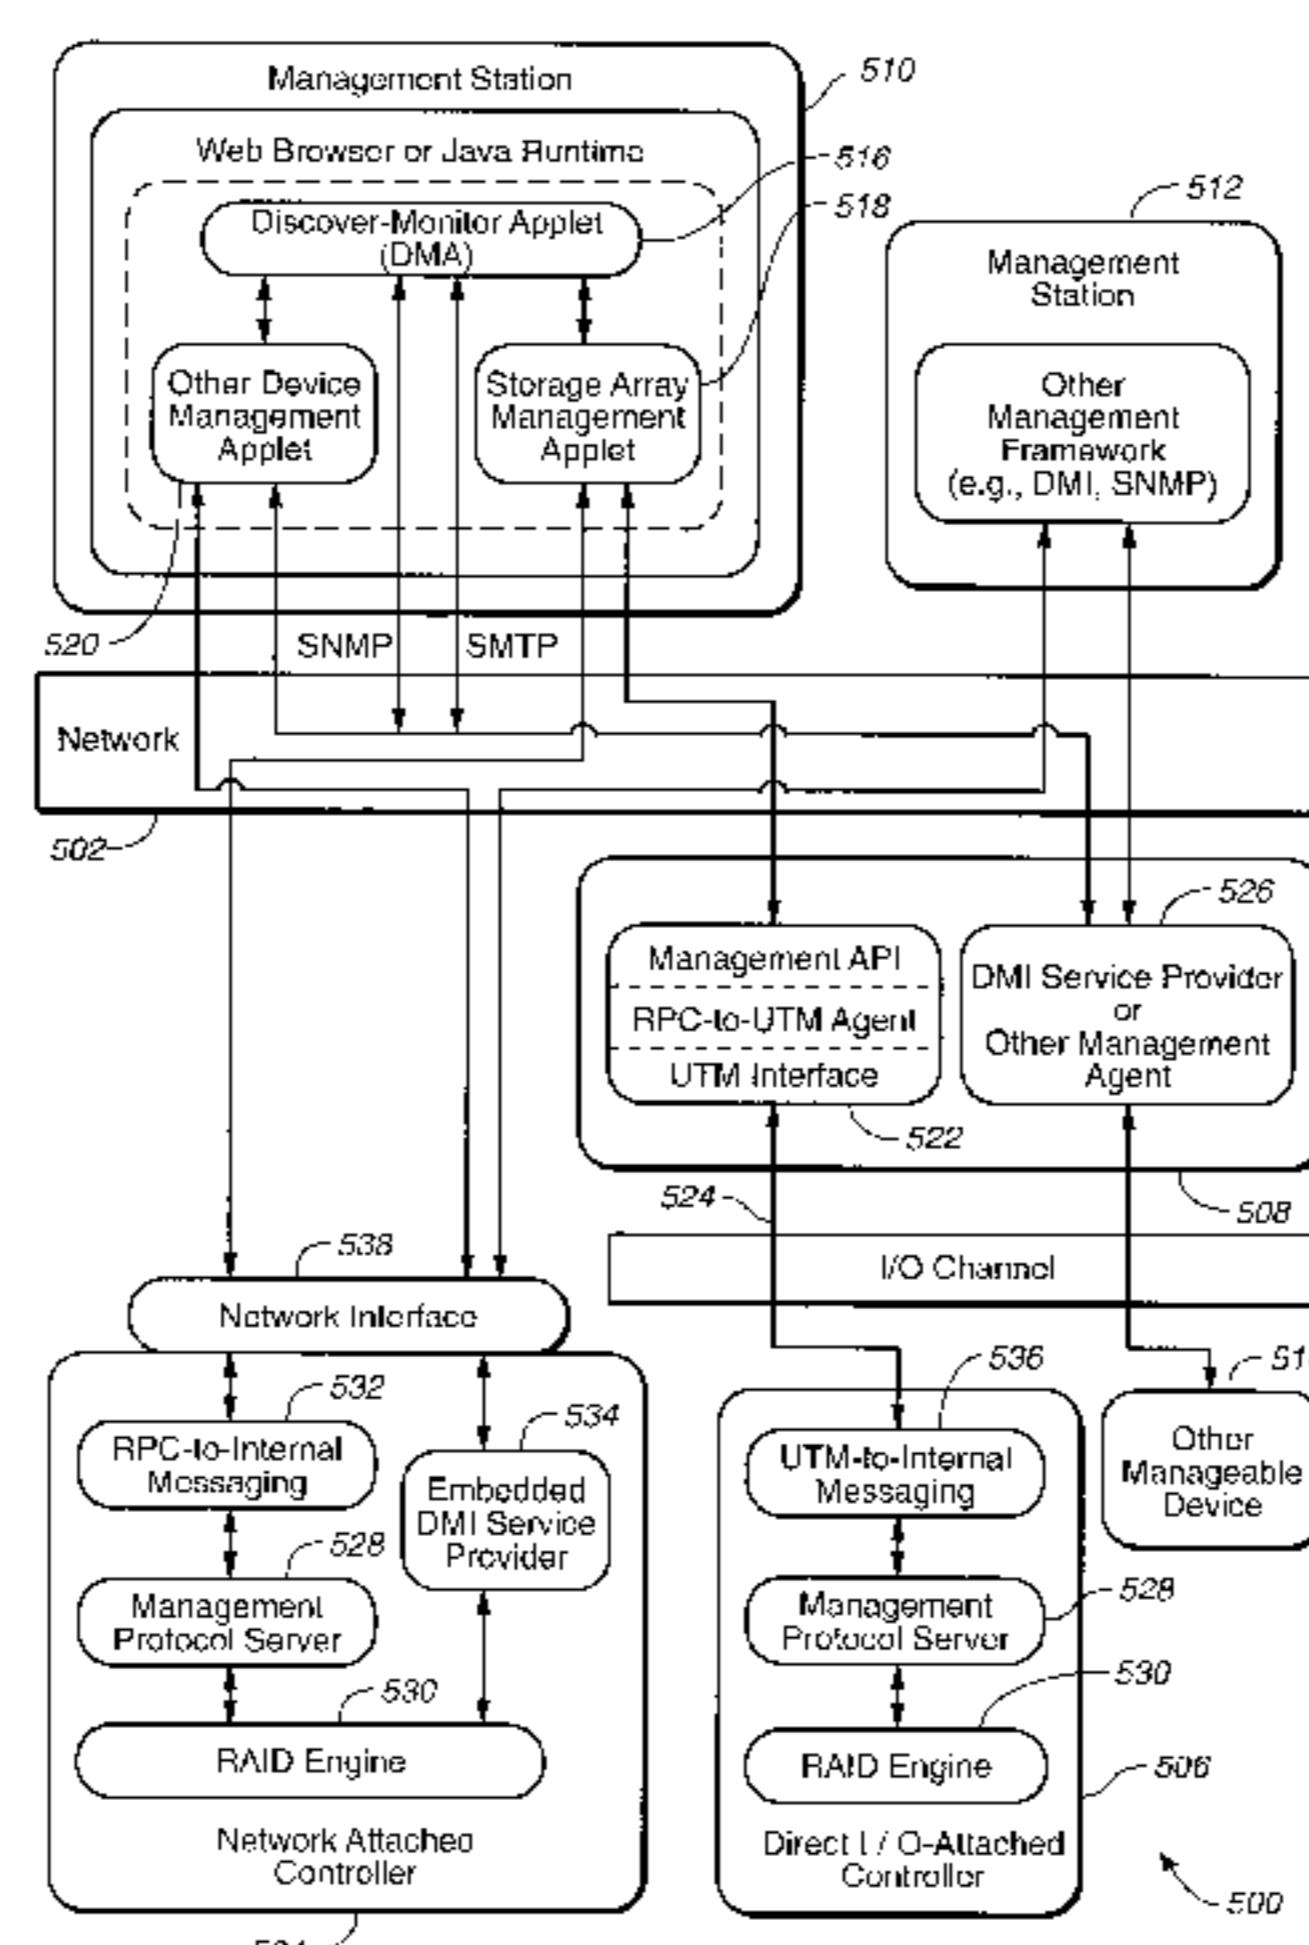 Management Station
510
Web Browser or Java Runtime
516
Discover-Monitor Applet
(DMA)
518
512
Management
Station
Other Device
Management
Applet
Storage Array
Management
Applet
Other
Management
Framework
(e.g., DMI, SNMP)
520
SNMP
SMTP
Network
502
526
Management API
RPC-to-UTM Agent
UTM Interface
DMI Service Provider
or
Other Management
Agent
522
524
508
538
I/O Channel
Network Interface
532
534
536
RPC-to-Internal
Messaging
Embedded
DMI Service
Provider
UTM-to-Internal
Messaging
Other
Manageable
Device
528
Management
Protocol Server
Management
Protocol Server
528
530
530
RAID Engine
RAID Engine
506
Network Attached
Controller
Direct I / O-Attached
Controller
500